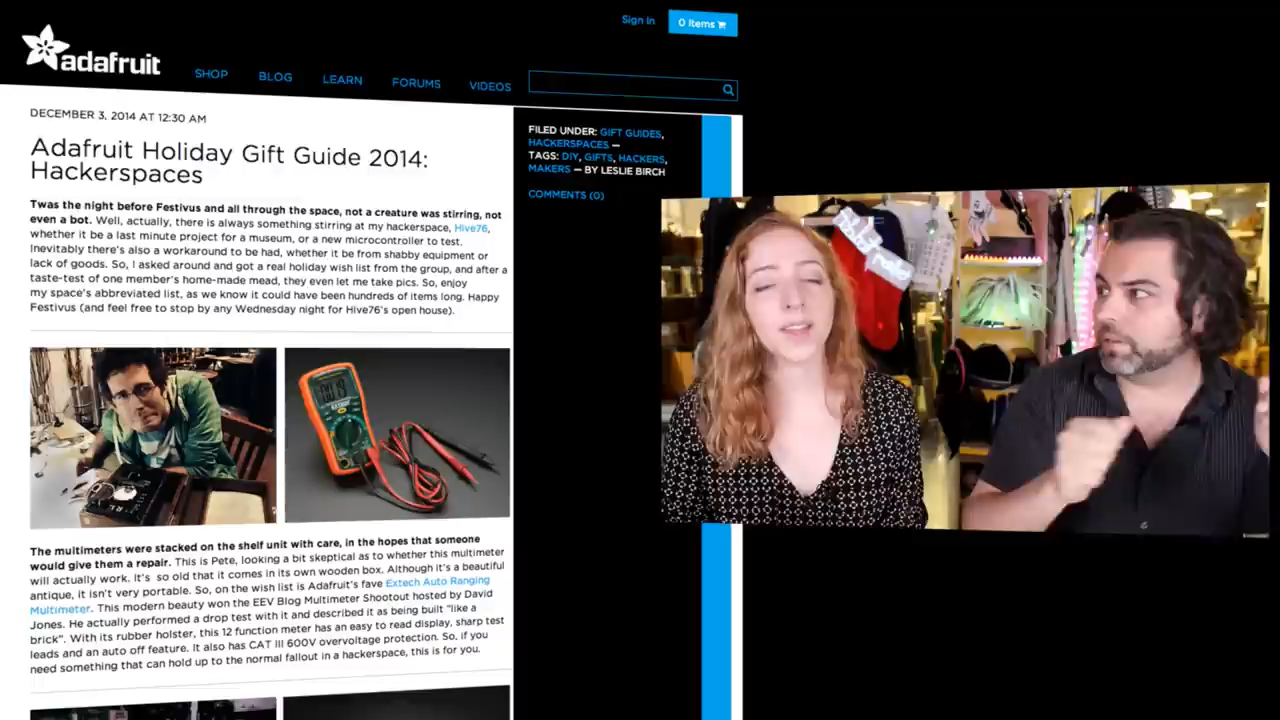 Sign In
0 Items
adafruit
SHOP
BLOG
LEARN
FORUMS
VIDEOS
DECEMBER 3, 2014 AT 12:30 AM
Adafruit Holiday Gift Guide 2014:
Hackerspaces
Twas the night before Festivus and all through the space, not a creature was stirring, not
even a bot. Well, actually, there is always something stirring at my hackerspace, Hive76,
whether it be a last minute project for a museum, or a new microcontroller to test.
Inevitably there's also a workaround to be had, whether it be from shabby equipment or
lack of goods. So, I asked around and got a real holiday wish list from the group, and after a
taste-test of one member's home-made mead, they even let me take pics. So, enjoy
my space's abbreviated list, as we know it could have been hundreds of items long. Happy
Festivus (and feel free to stop by any Wednesday night for Hive76's open house).
The multimeters were stacked on the shelf unit with care, in the hopes that someone
would give them a repair. This is Pete, looking a bit skeptical as to whether this multimeter
will actually work. It's so old that it comes in its own wooden box. Although it's a beautiful
antique, it isn't very portable. So, on the wish list is Adafruit's fave Extech Auto Ranging
Multimeter. This modern beauty won the EEV Blog Multimeter Shootout hosted by David
Jones. He actually performed a drop test with it and described it as being built "like a
brick". With its rubber holster, this 12 function meter has an easy to read display, sharp test
leads and an auto off feature. It also has CAT III 600V overvoltage protection. So, if you
need something that can hold up to the normal fallout in a hackerspace, this is for you.
FILED UNDER: GIFT GUIDES,
HACKERSPACES —
TAGS: DIY, GIFTS, HACKERS,
MAKERS — BY LESLIE BIRCH
COMMENTS (0)